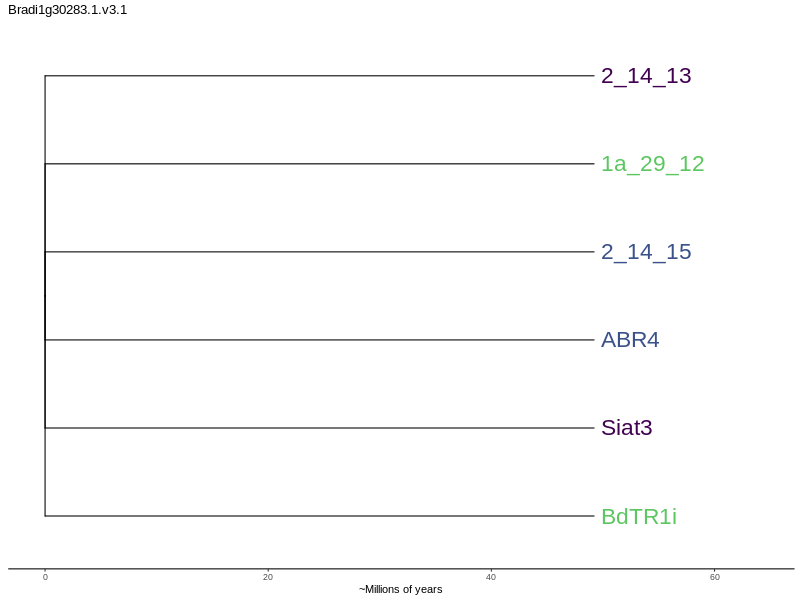 Bradi1g30283.1.v3.1
2_14_13
1a_29_12
2_14_15
ABR4
Siat3
BdTR1i
0 20 40 60
~Millions of years